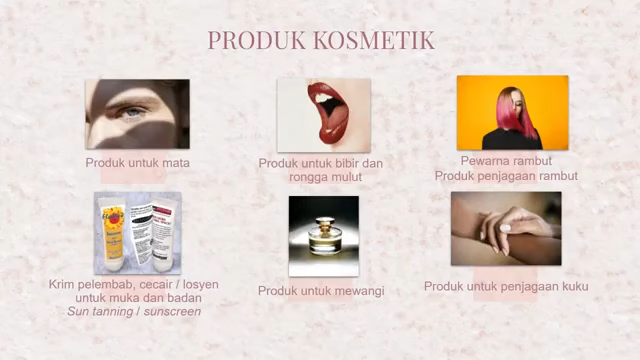 PRODUK KOSMETIK
Produk untuk mata
Produk untuk bibir dan
rongga mulut
Pewarna rambut
Produk penjagaan rambut
Krim pelembab, cecair / losyen
untuk muka dan badan
Sun tanning / sunscreen
Produk untuk mewangi
Produk untuk penjagaan kuku